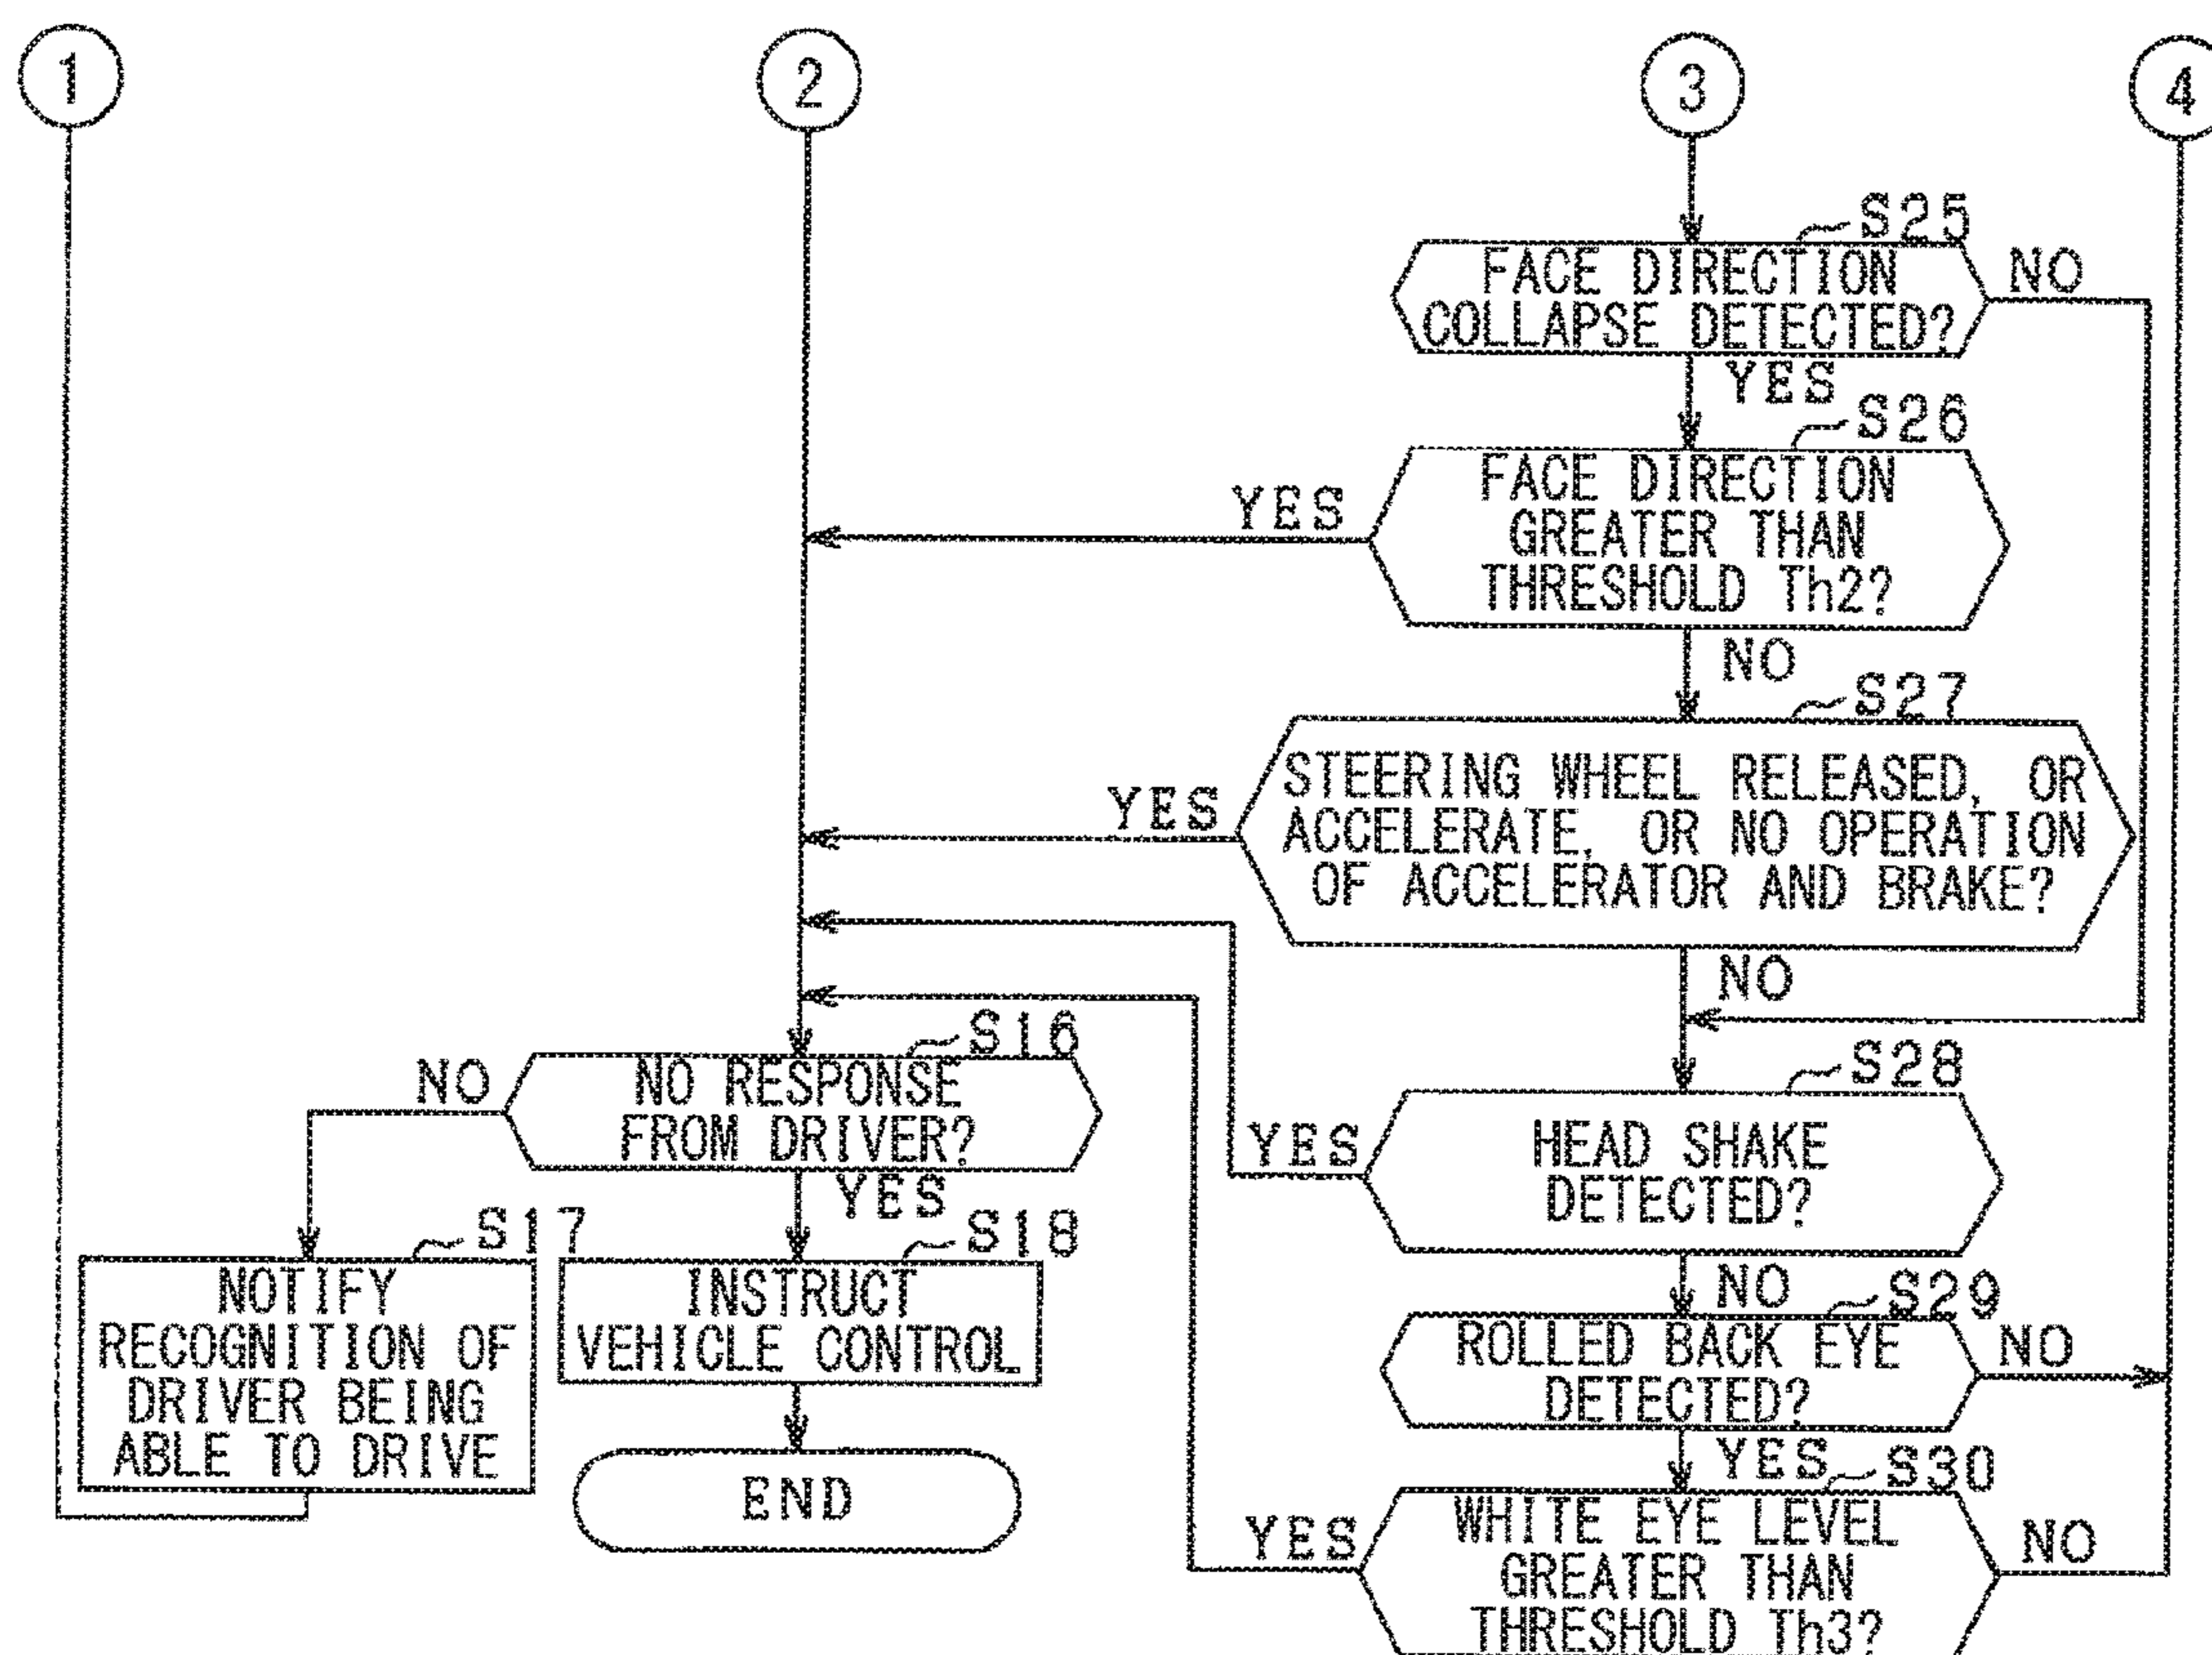 1
2
3
4
S25
FACE DIRECTION
COLLAPSE DETECTED?
NO
YES
S26
FACE DIRECTION
GREATER THAN
THRESHOLD Th2?
YES
NO
S27
STEERING WHEEL RELEASED, OR
ACCELERATE, OR NO OPERATION
OF ACCELERATOR AND BRAKE?
YES
NO
S16
NO RESPONSE
FROM DRIVER?
NO
YES
S17
NOTIFY
RECOGNITION OF
DRIVER BEING
ABLE TO DRIVE
S18
INSTRUCT
VEHICLE CONTROL
END
S28
HEAD SHAKE
DETECTED?
YES
NO
S29
ROLLED BACK EYE
DETECTED?
NO
YES
S30
WHITE EYE LEVEL
GREATER THAN
THRESHOLD Th3?
YES
NO